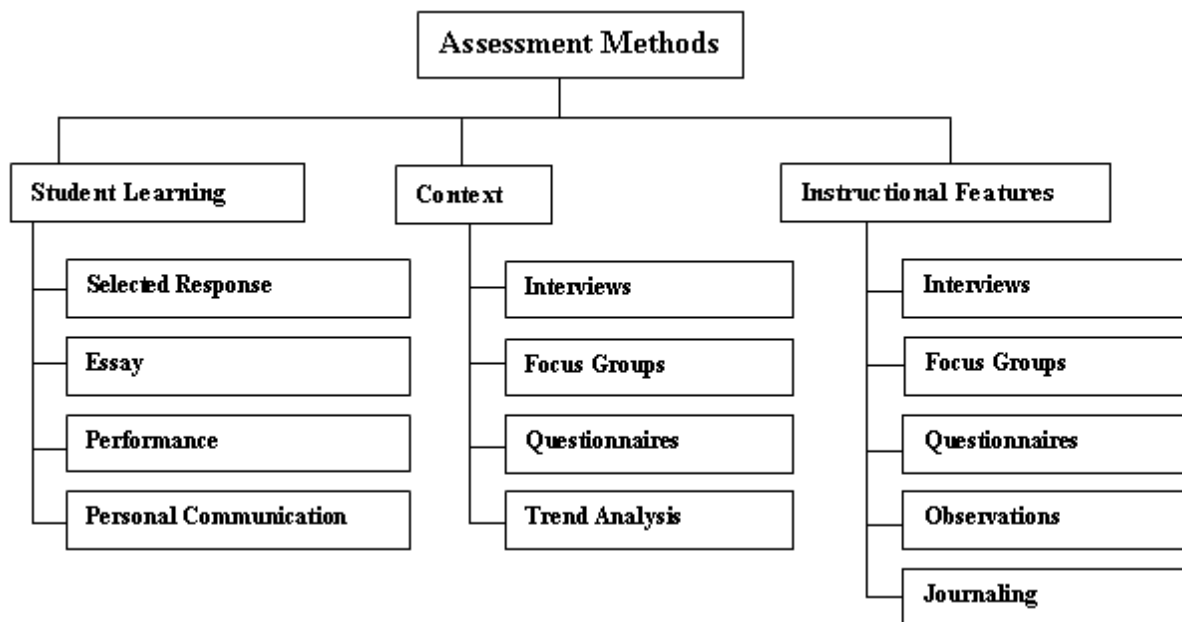 Assessment Methods
Student Learning
Selected Response
Essay
Performance
Personal Communication
Context
Interviews
Focus Groups
Questionnaires
Trend Analysis
Instructional Features
Interviews
Focus Groups
Questionnaires
Observations
Journaling